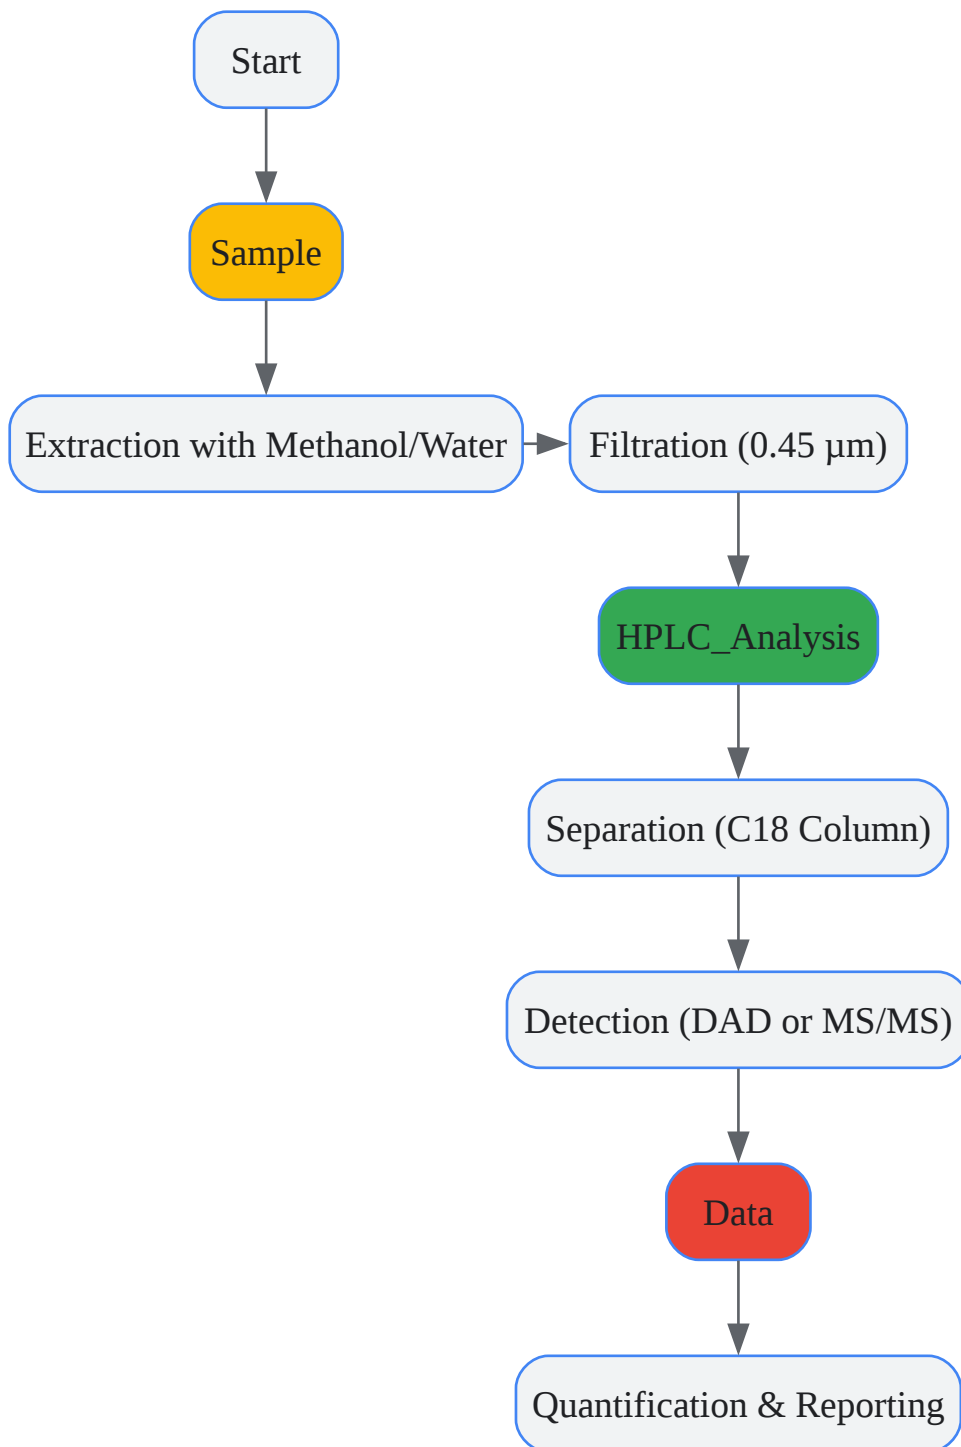 Start
Sample
Extraction with Methanol/Water
Filtration (0.45 µm)
HPLC_Analysis
Separation (C18 Column)
Detection (DAD or MS/MS)
Data
Quantification & Reporting